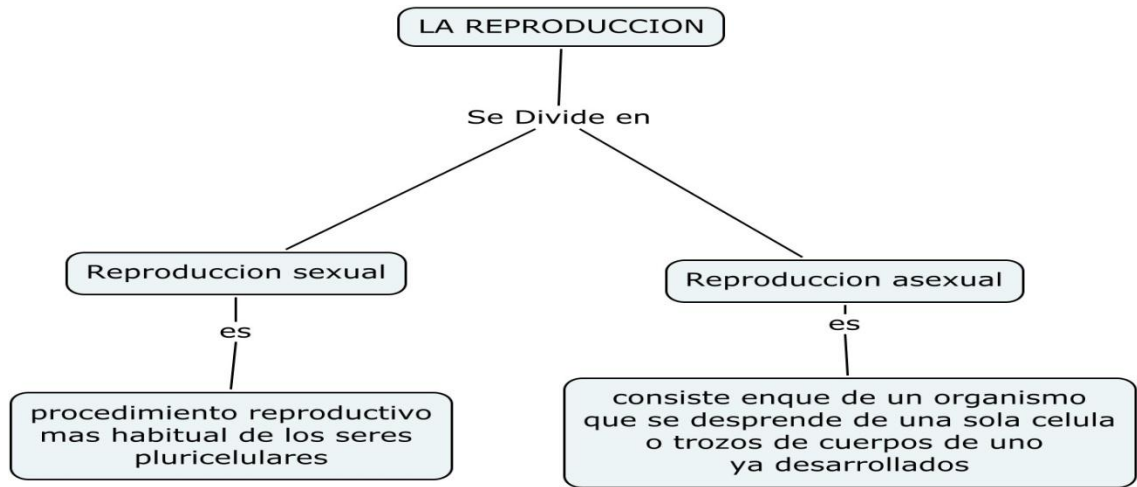 LA REPRODUCCION
Se Divide en
Reproduccion sexual
es
procedimiento reproductivo
mas habitual de los seres
pluricelulares
Reproduccion asexual
es
consiste enque de un organismo
que se desprende de una sola celula
o trozos de cuerpos de uno
ya desarrollados